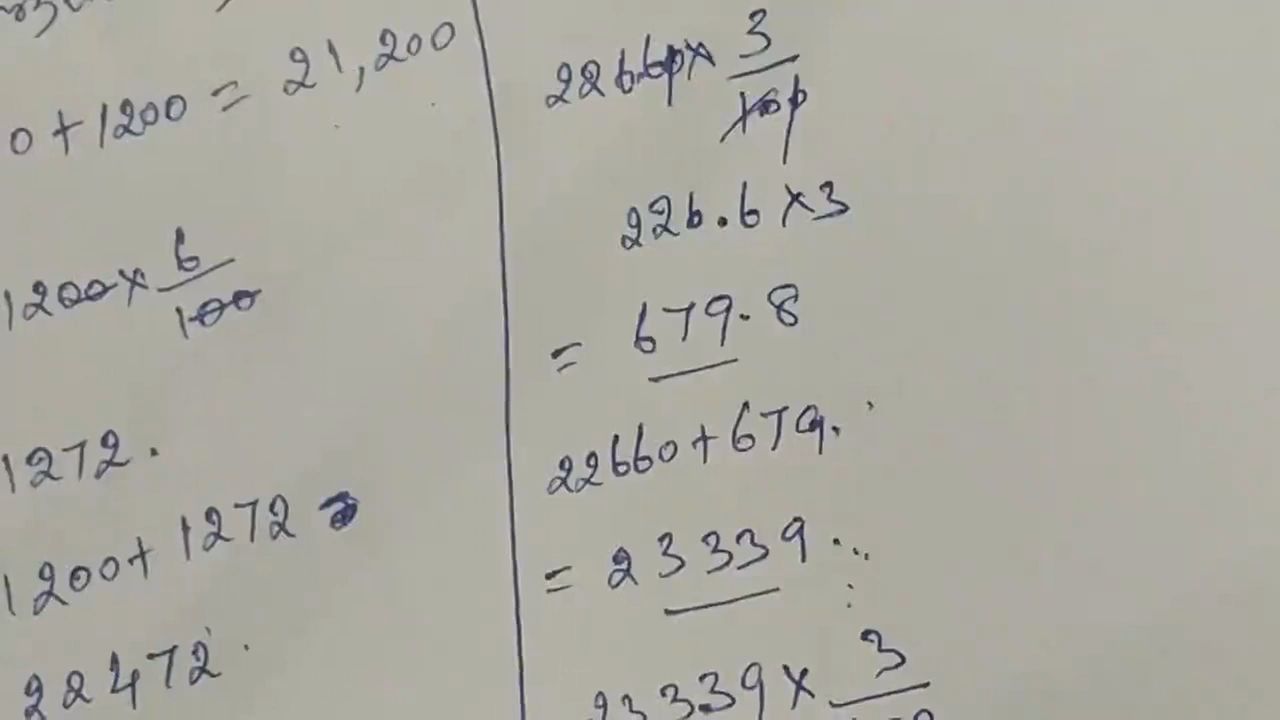 0 + 1200 = 21,200
1200 × 6/100
1272.
1200 + 1272
22472.
22660 × 3/100
226.6 × 3
= 679.8
22660 + 679.
= 23339...
23339 × 3/